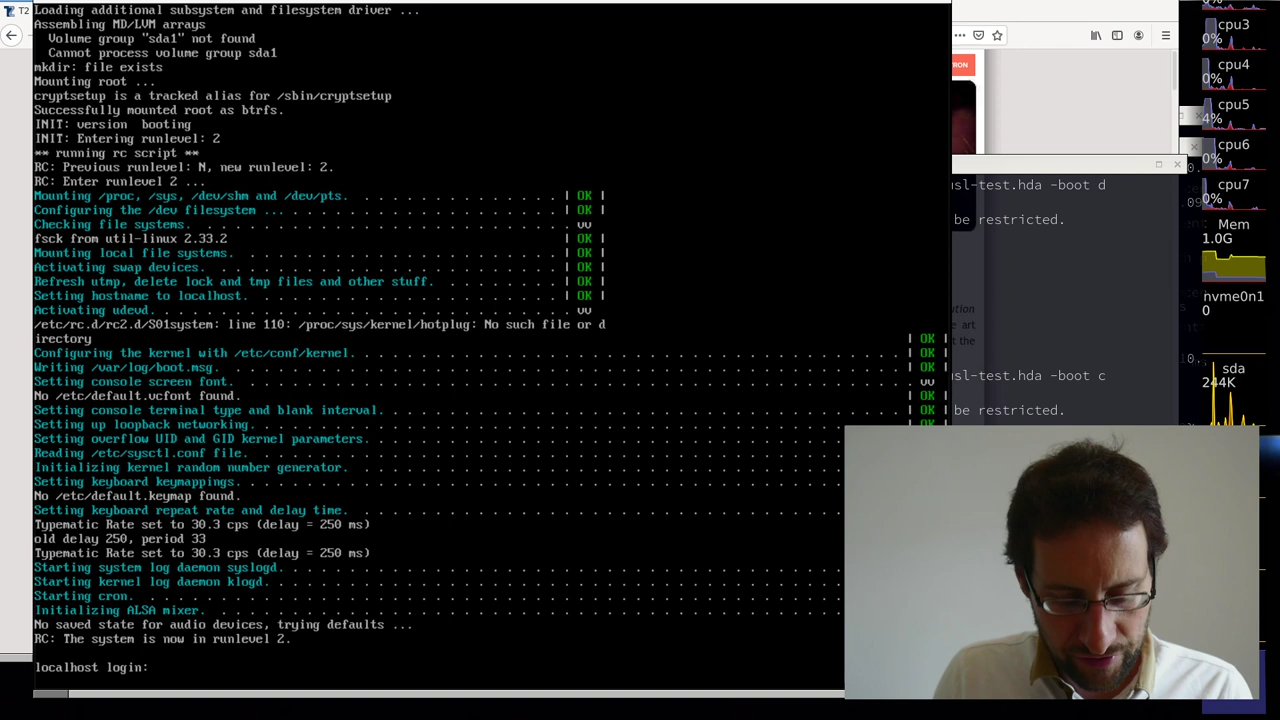 Loading additional subsystem and filesystem driver ...
Assembling MD/LVM arrays
Volume group "sda1" not found
Cannot process volume group sda1
mkdir: file exists
Mounting root ...
cryptsetup is a tracked alias for /sbin/cryptsetup
Successfully mounted root as btrfs.
INIT: version  booting
INIT: Entering runlevel: 2
** running rc script **
RC: Previous runlevel: N, new runlevel: 2.
RC: Enter runlevel 2 ...
Mounting /proc, /sys, /dev/shm and /dev/pts. | OK |
Configuring the /dev filesystem ... | OK |
Checking file systems. vv
fsck from util-linux 2.33.2 | OK |
Mounting local file systems. | OK |
Activating swap devices. | OK |
Refresh utmp, delete lock and tmp files and other stuff. | OK |
Setting hostname to localhost. | OK |
Activating udevd. vv
/etc/rc.d/rc2.d/S01system: line 110: /proc/sys/kernel/hotplug: No such file or d
irectory | OK |
Configuring the kernel with /etc/conf/kernel. | OK |
Writing /var/log/boot.msg. | OK |
Setting console screen font. vv
No /etc/default.vcfont found. | OK |
Setting console terminal type and blank interval. | OK |
Setting up loopback networking. | OK |
Setting overflow UID and GID kernel parameters.
Reading /etc/sysctl.conf file.
Initializing kernel random number generator.
Setting keyboard keymappings.
No /etc/default.keymap found.
Setting keyboard repeat rate and delay time.
Typematic Rate set to 30.3 cps (delay = 250 ms)
old delay 250, period 33
Typematic Rate set to 30.3 cps (delay = 250 ms)
Starting system log daemon syslogd.
Starting kernel log daemon klogd.
Starting cron.
Initializing ALSA mixer.
No saved state for audio devices, trying defaults ...
RC: The system is now in runlevel 2.
localhost login:
T2
TRON
usl-test.hda -boot d
be restricted.
ution
e art
t the
usl-test.hda -boot c
be restricted.
cpu3
0%
cpu4
0%
cpu5
4%
cpu6
0%
cpu7
0%
Mem
1.0G
nvme0n1
0
sda
244K